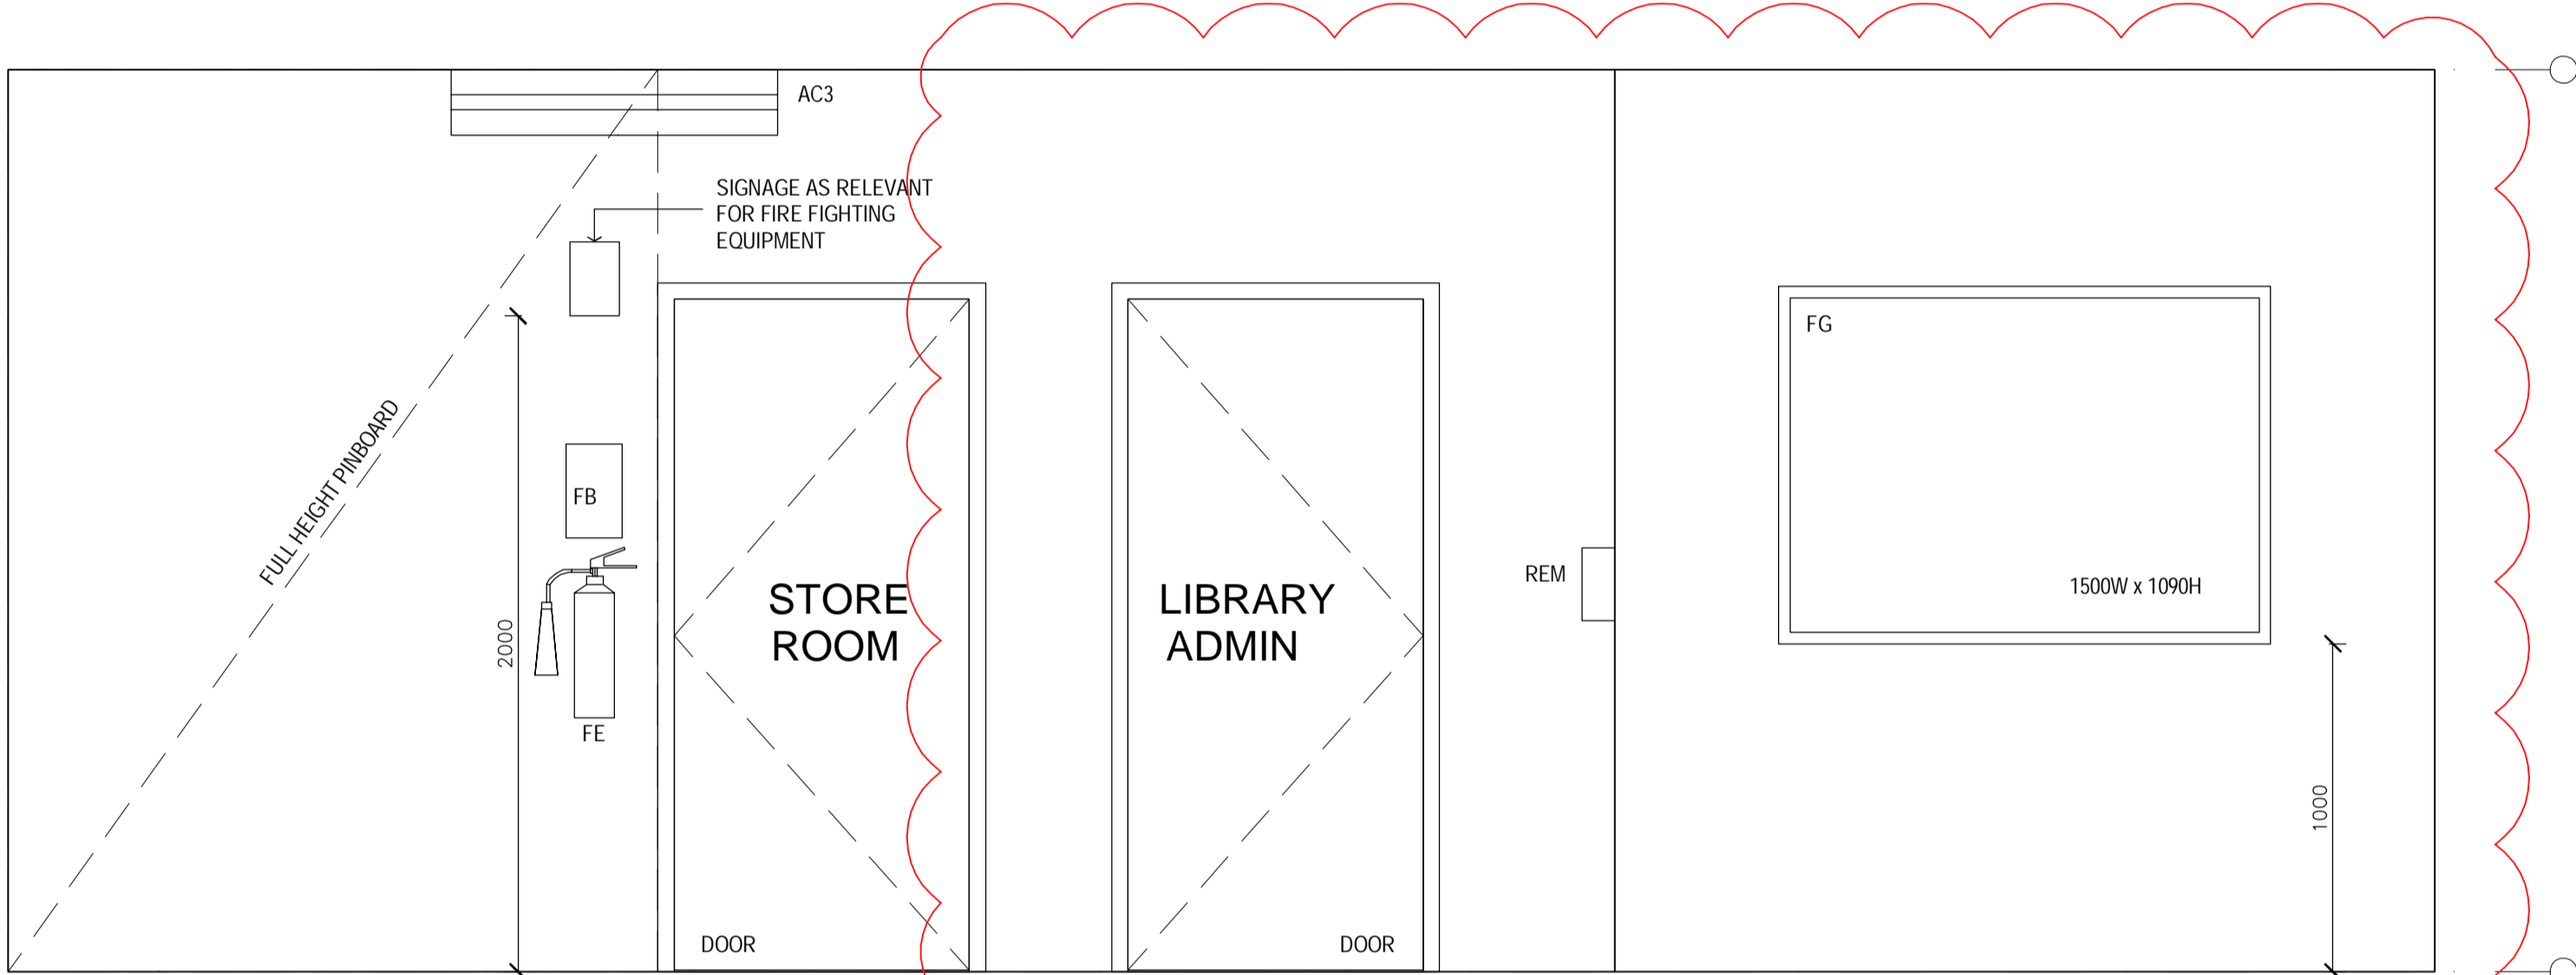 AC3
SIGNAGE AS RELEVANT
FOR FIRE FIGHTING
EQUIPMENT
FULL HEIGHT PINBOARD
2000
FB
FE
STORE
ROOM
DOOR
LIBRARY
ADMIN
DOOR
REM
FG
1500W x 1090H
1000